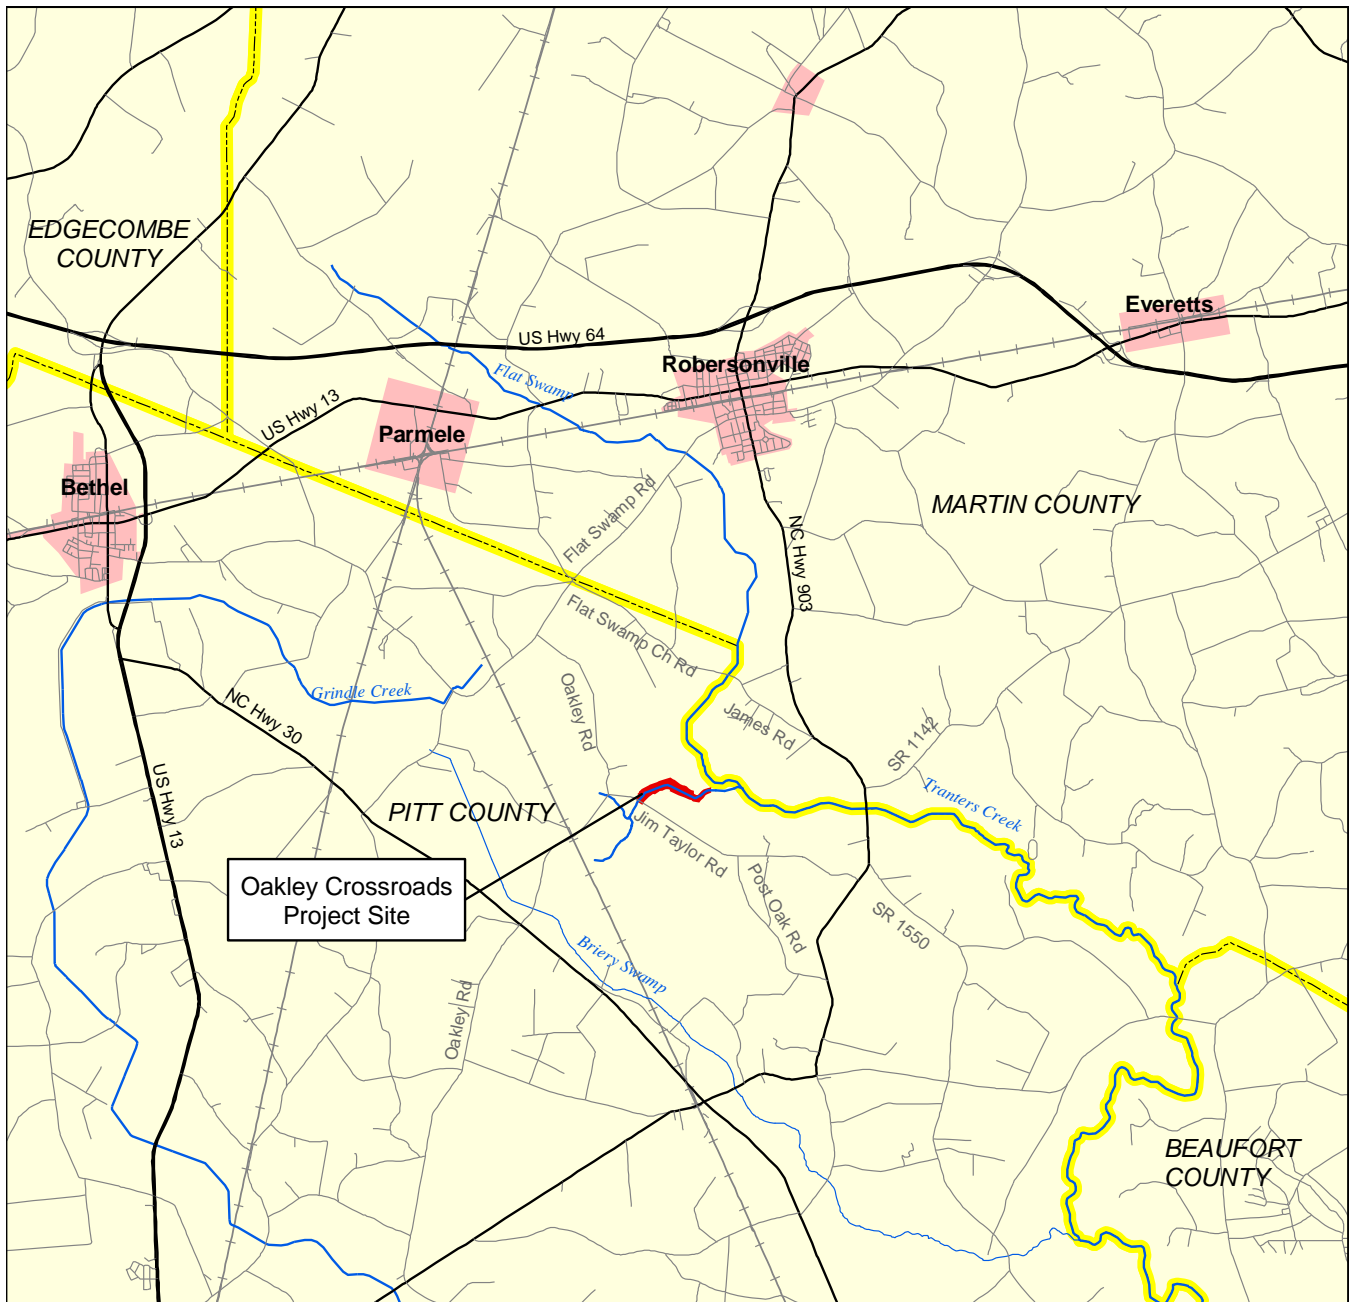 EDGECOMBE
COUNTY
Everetts
US Hwy 64
Robersonville
Flat Swamp
US Hwy 13
Parmele
Bethel
Flat Swamp Rd
MARTIN COUNTY
NC Hwy 903
Flat Swamp Ch Rd
Grindle Creek
Oakley Rd
NC Hwy 30
James Rd
SR 1142
US Hwy 13
PITT COUNTY
Tranters Creek
Jim Taylor Rd
Oakley Crossroads
Project Site
Post Oak Rd
SR 1550
Briery Swamp
Oakley Rd
BEAUFORT
COUNTY